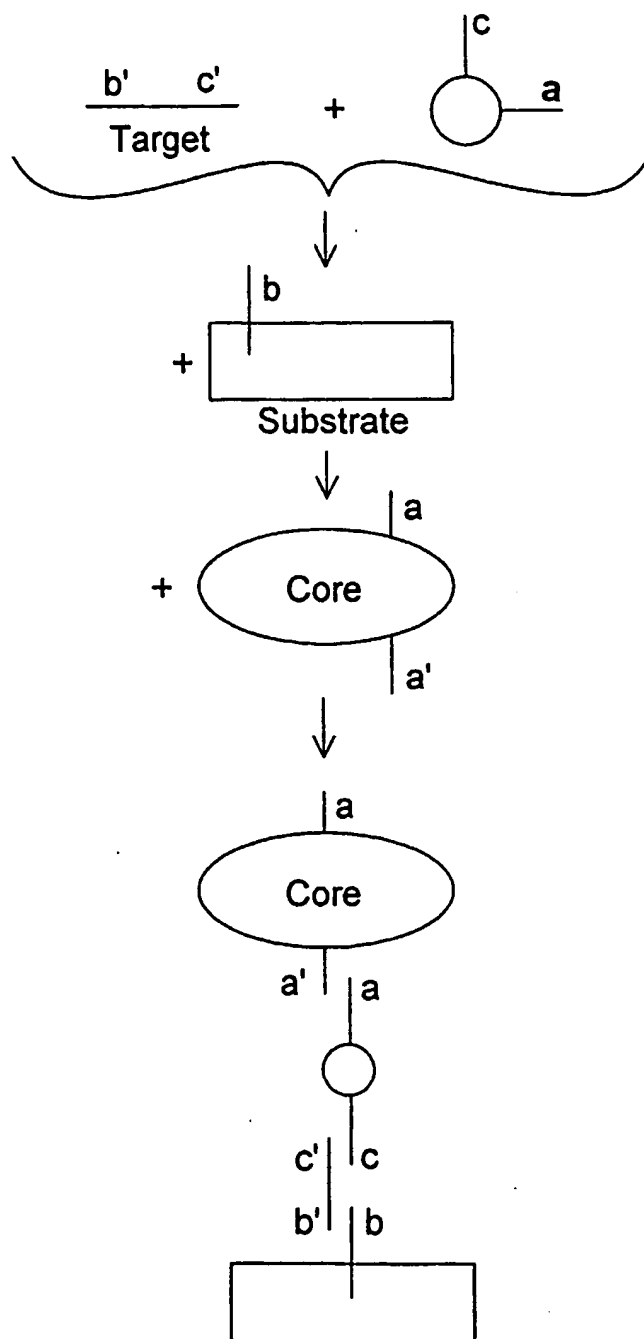 c
b' c' + a
Target
b
+
Substrate
a
+ Core
a'
a
Core
a' a
c' c
b' b